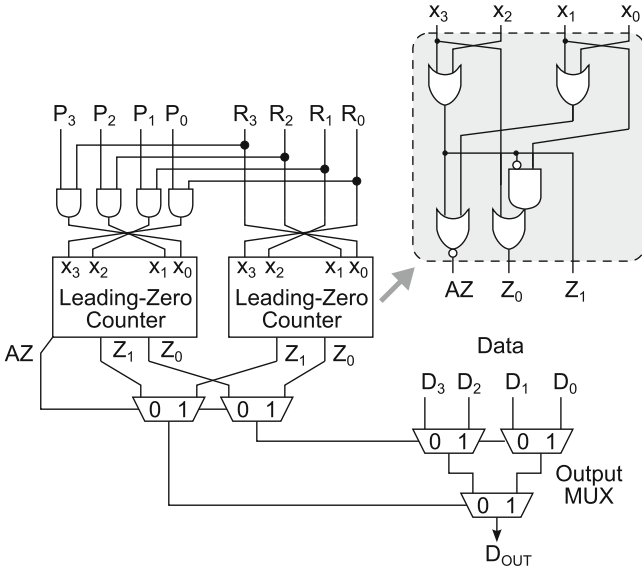 x3 x2 x1 x0
P3 P2 P1 P0 R3 R2 R1 R0
x3 x2 x1 x0 x3 x2 x1 x0
Leading-Zero
Counter
Leading-Zero
Counter
AZ Z0 Z1
AZ Z1 Z0 Z1 Z0
Data
D3 D2 D1 D0
0 1 0 1
0 1 0 1
Output
MUX
0 1
DOUT